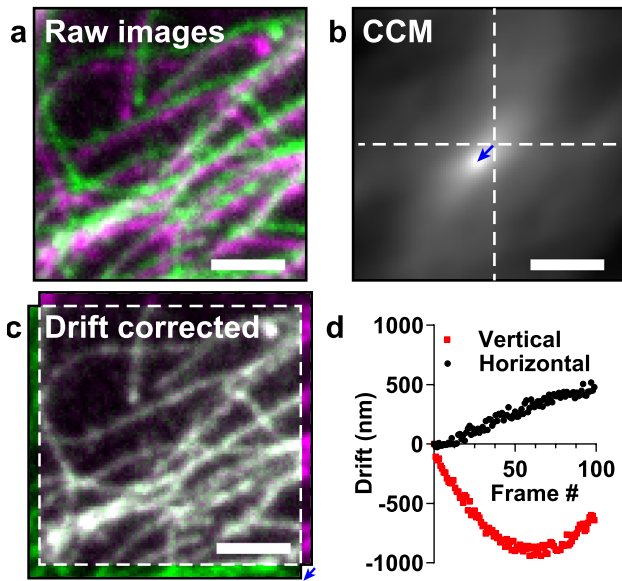 a Raw images
b CCM
c Drift corrected
d
1000
500
0
-500
-1000
Drift (nm)
Vertical
Horizontal
50
100
Frame #